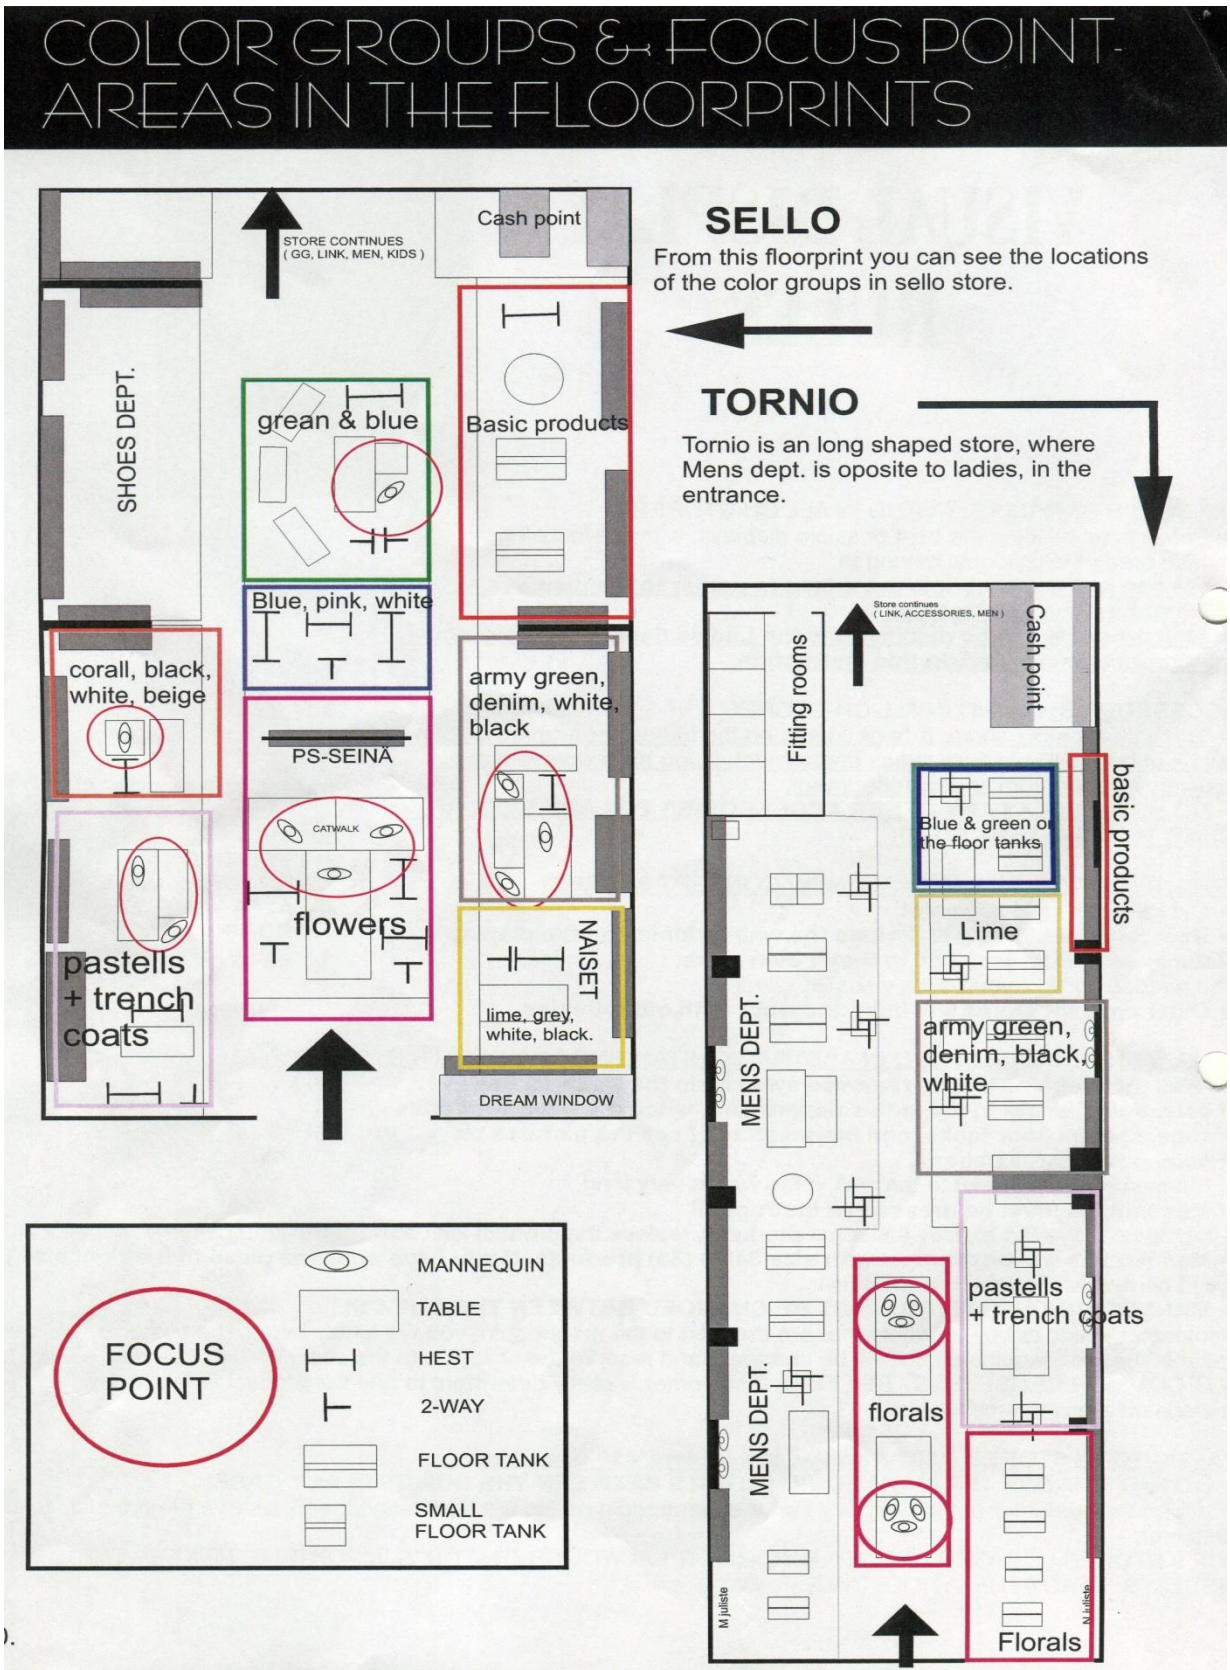 COLOR GROUPS & FOCUS POINT-
AREAS IN THE FLOORPRINTS
STORE CONTINUES
( GG, LINK, MEN, KIDS )
Cash point
SHOES DEPT.
grean & blue
Basic products
Blue, pink, white
corall, black,
white, beige
army green,
denim, white,
black
PS-SEINÄ
CATWALK
flowers
pastells
+ trench
coats
NAISET
lime, grey,
white, black.
DREAM WINDOW
SELLO
From this floorprint you can see the locations
of the color groups in sello store.
TORNIO
Tornio is an long shaped store, where
Mens dept. is oposite to ladies, in the
entrance.
Store continues
( LINK, ACCESSORIES, MEN )
Cash point
Fitting rooms
basic products
Blue & green on
the floor tanks
Lime
MENS DEPT.
army green,
denim, black,
white
pastells
+ trench coats
MENS DEPT.
florals
Florals
M juliste
N juliste
FOCUS
POINT
MANNEQUIN
TABLE
HEST
2-WAY
FLOOR TANK
SMALL
FLOOR TANK